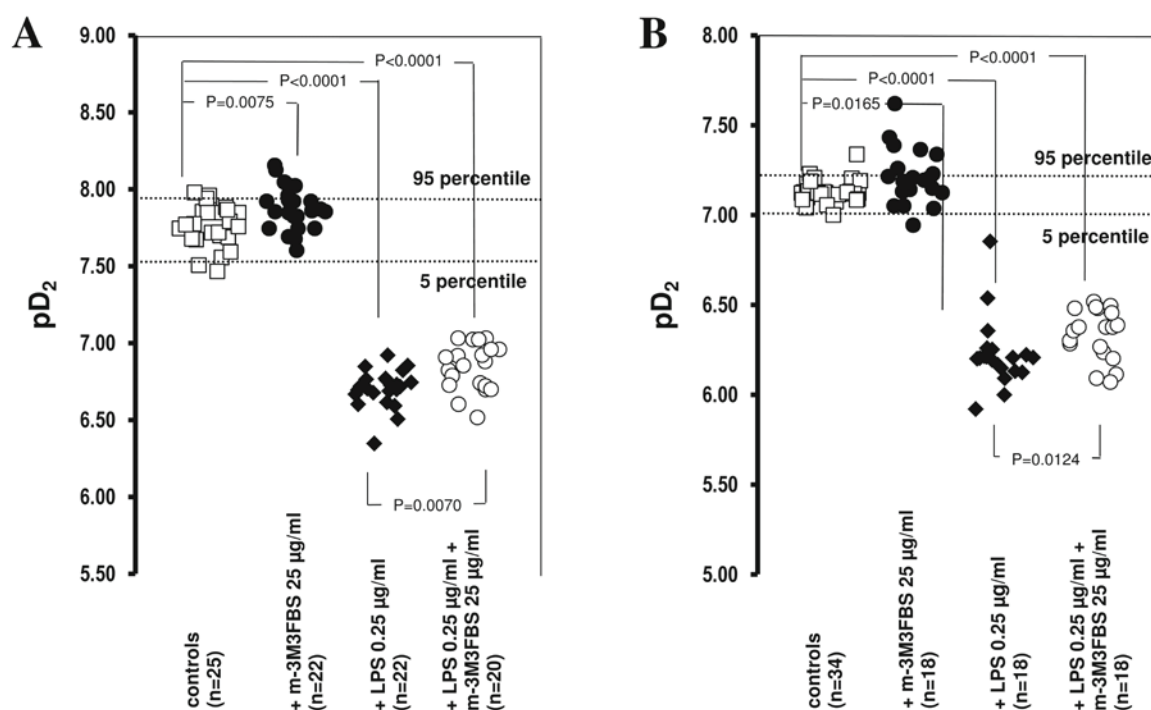 A
9.00
8.50
8.00
7.50
7.00
6.50
6.00
5.50
pD2
P<0.0001
P<0.0001
P=0.0075
95 percentile
5 percentile
P=0.0070
controls
(n=25)
+ m-3M3FBS 25 µg/ml
(n=22)
+ LPS 0.25 µg/ml
(n=22)
+ LPS 0.25 µg/ml +
m-3M3FBS 25 µg/ml
(n=20)
B
8.00
7.50
7.00
6.50
6.00
5.50
5.00
pD2
P<0.0001
P<0.0001
P=0.0165
95 percentile
5 percentile
P=0.0124
controls
(n=34)
+ m-3M3FBS 25 µg/ml
(n=18)
+ LPS 0.25 µg/ml
(n=18)
+ LPS 0.25 µg/ml +
m-3M3FBS 25 µg/ml
(n=18)